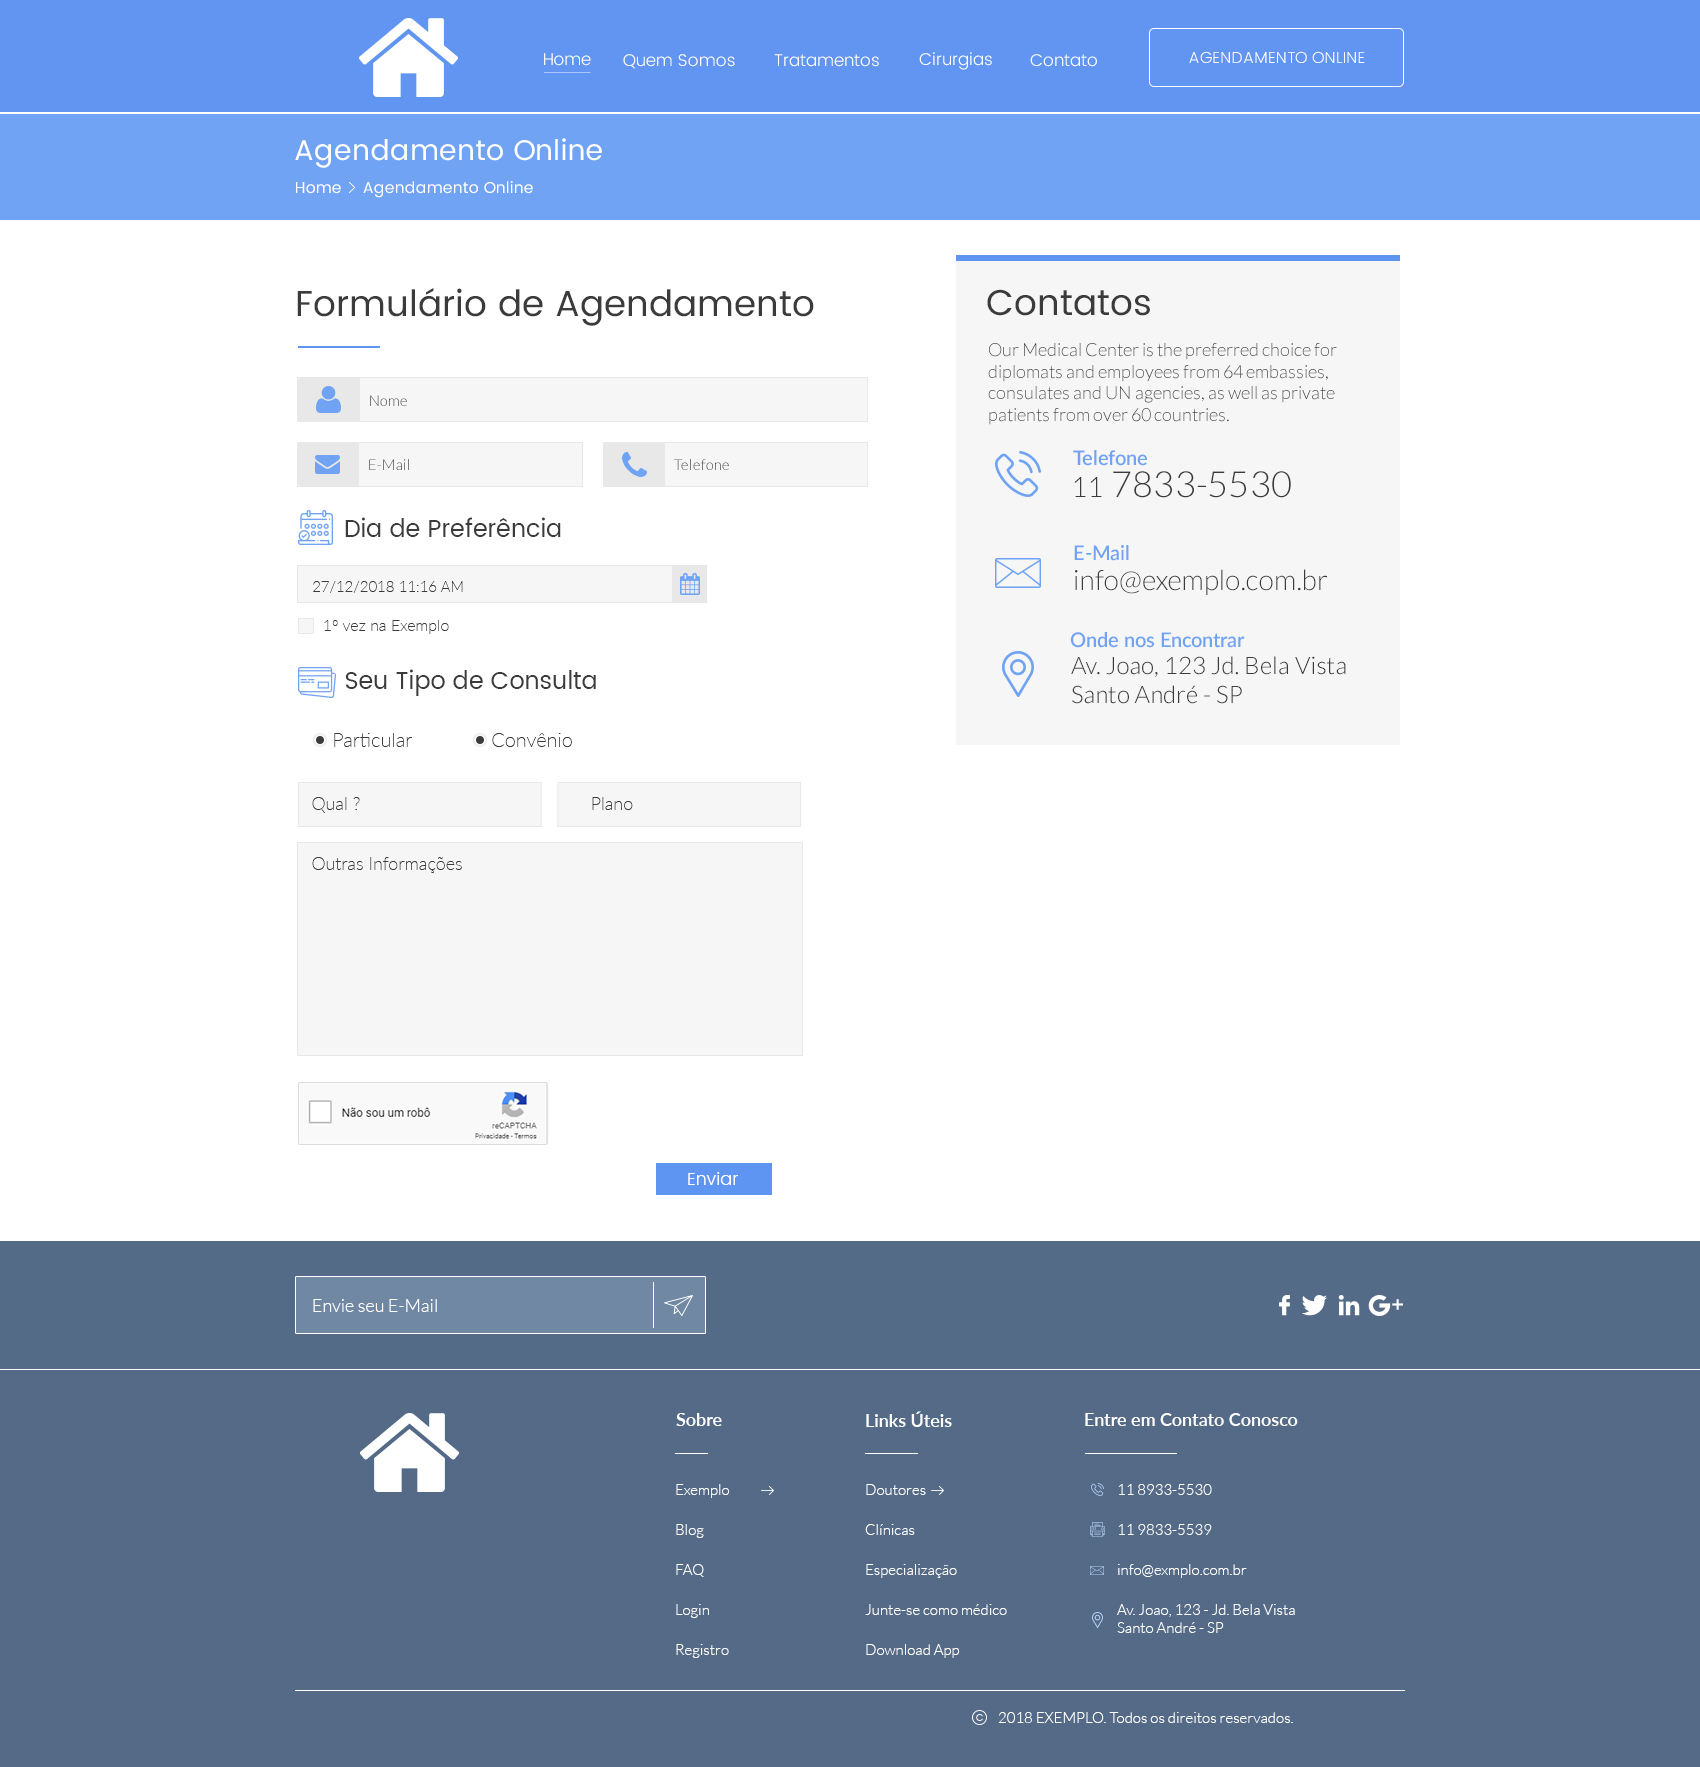 Home
Quem Somos
Tratamentos
Cirurgias
Contato
AGENDAMENTO ONLINE
Agendamento Online
Home > Agendamento Online
Formulário de Agendamento
Nome
E-Mail
Telefone
Dia de Preferência
27/12/2018 11:16 AM
1º vez na Exemplo
Seu Tipo de Consulta
Particular
Convênio
Qual ?
Plano
Outras Informações
Não sou um robô
reCAPTCHA
Privacidade - Termos
Enviar
Contatos
Our Medical Center is the preferred choice for
diplomats and employees from 64 embassies,
consulates and UN agencies, as well as private
patients from over 60 countries.
Telefone
11 7833-5530
E-Mail
info@exemplo.com.br
Onde nos Encontrar
Av. Joao, 123 Jd. Bela Vista
Santo André - SP
Envie seu E-Mail
Sobre
Exemplo
Blog
FAQ
Login
Registro
Links Úteis
Doutores
Clínicas
Especialização
Junte-se como médico
Download App
Entre em Contato Conosco
11 8933-5530
11 9833-5539
info@exmplo.com.br
Av. Joao, 123 - Jd. Bela Vista
Santo André - SP
© 2018 EXEMPLO. Todos os direitos reservados.